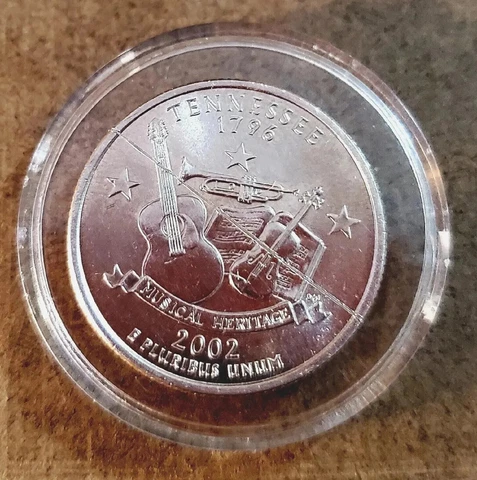 TENNESSEE
1796
MUSICAL HERITAGE
2002
E PLURIBUS UNUM